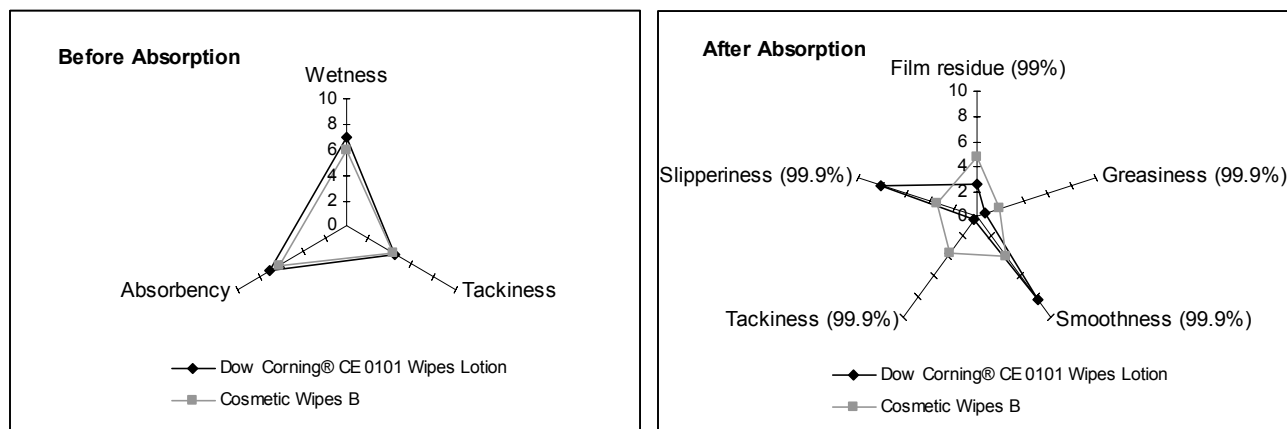 Before Absorption
Wetness
10
8
6
4
2
0
Absorbency
Tackiness
Dow Corning® CE 0101 Wipes Lotion
Cosmetic Wipes B
After Absorption
Film residue (99%)
10
8
6
4
2
0
Slipperiness (99.9%)
Greasiness (99.9%)
Tackiness (99.9%)
Smoothness (99.9%)
Dow Corning® CE 0101 Wipes Lotion
Cosmetic Wipes B